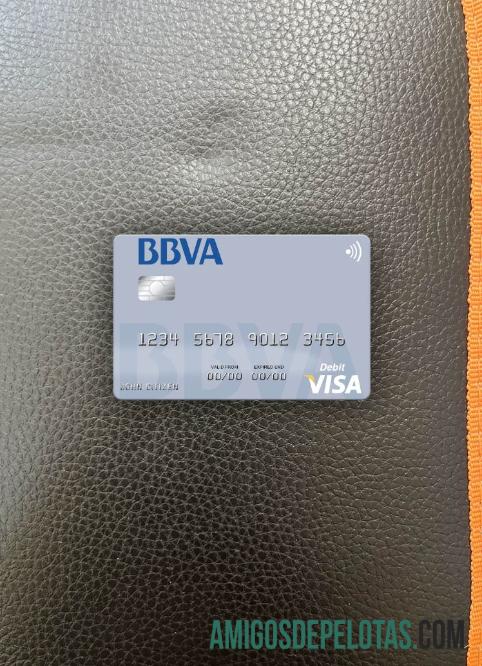 BBVA
BBVA
1234 5678 9012 3456
VALID FROM EXPIRES END
00/00 00/00
JOHN CITIZEN
Debit
VISA
AMIGOSDEPELOTAS.COM